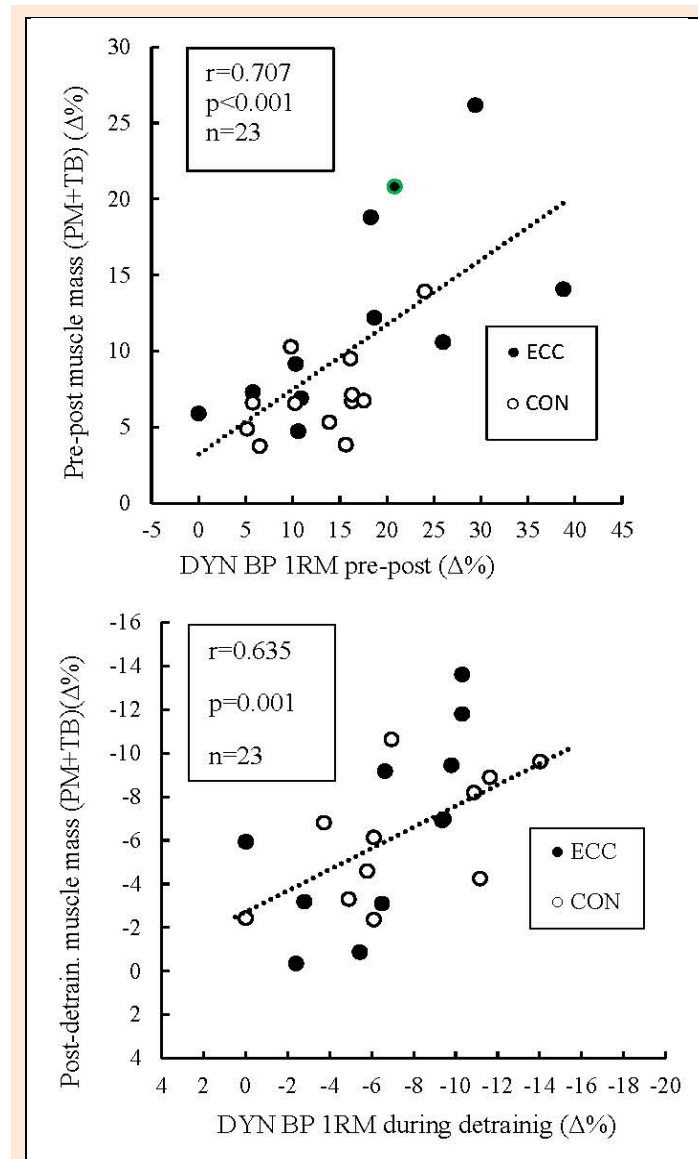 30
25
20
15
10
5
0
Pre-post muscle mass (PM+TB) (Δ%)
r=0.707
p<0.001
n=23
ECC
CON
-5 0 5 10 15 20 25 30 35 40 45
DYN BP 1RM pre-post (Δ%)
-16
-14
-12
-10
-8
-6
-4
-2
0
2
4
Post-detrain. muscle mass (PM+TB)(Δ%)
r=0.635
p=0.001
n=23
ECC
CON
4 2 0 -2 -4 -6 -8 -10 -12 -14 -16 -18 -20
DYN BP 1RM during detrainig (Δ%)